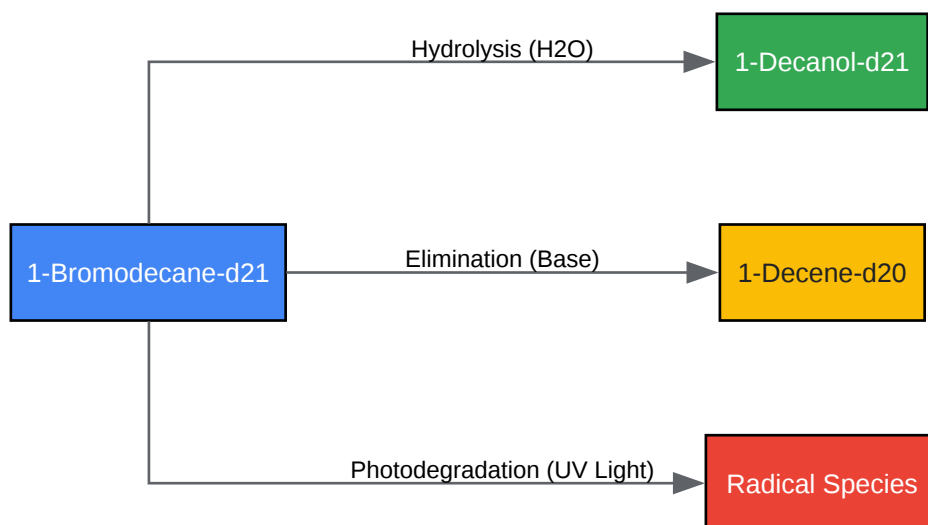 Hydrolysis (H2O)
1-Decanol-d21
1-Bromodecane-d21
Elimination (Base)
1-Decene-d20
Photodegradation (UV Light)
Radical Species